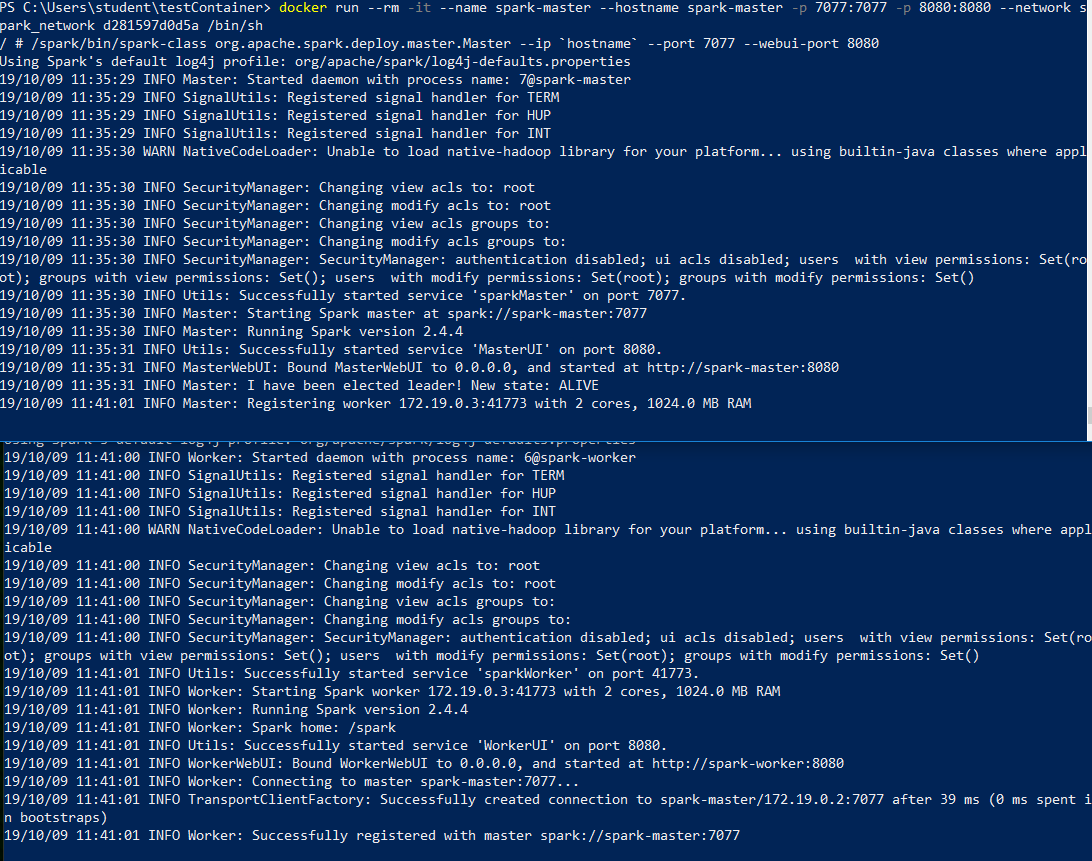 PS C:\Users\student\testContainer> docker run --rm -it --name spark-master --hostname spark-master -p 7077:7077 -p 8080:8080 --network s
park_network d281597d0d5a /bin/sh
/ # /spark/bin/spark-class org.apache.spark.deploy.master.Master --ip `hostname` --port 7077 --webui-port 8080
Using Spark's default log4j profile: org/apache/spark/log4j-defaults.properties
19/10/09 11:35:29 INFO Master: Started daemon with process name: 7@spark-master
19/10/09 11:35:29 INFO SignalUtils: Registered signal handler for TERM
19/10/09 11:35:29 INFO SignalUtils: Registered signal handler for HUP
19/10/09 11:35:29 INFO SignalUtils: Registered signal handler for INT
19/10/09 11:35:30 WARN NativeCodeLoader: Unable to load native-hadoop library for your platform... using builtin-java classes where appl
icable
19/10/09 11:35:30 INFO SecurityManager: Changing view acls to: root
19/10/09 11:35:30 INFO SecurityManager: Changing modify acls to: root
19/10/09 11:35:30 INFO SecurityManager: Changing view acls groups to:
19/10/09 11:35:30 INFO SecurityManager: Changing modify acls groups to:
19/10/09 11:35:30 INFO SecurityManager: SecurityManager: authentication disabled; ui acls disabled; users  with view permissions: Set(ro
ot); groups with view permissions: Set(); users  with modify permissions: Set(root); groups with modify permissions: Set()
19/10/09 11:35:30 INFO Utils: Successfully started service 'sparkMaster' on port 7077.
19/10/09 11:35:30 INFO Master: Starting Spark master at spark://spark-master:7077
19/10/09 11:35:30 INFO Master: Running Spark version 2.4.4
19/10/09 11:35:31 INFO Utils: Successfully started service 'MasterUI' on port 8080.
19/10/09 11:35:31 INFO MasterWebUI: Bound MasterWebUI to 0.0.0.0, and started at http://spark-master:8080
19/10/09 11:35:31 INFO Master: I have been elected leader! New state: ALIVE
19/10/09 11:41:01 INFO Master: Registering worker 172.19.0.3:41773 with 2 cores, 1024.0 MB RAM
Using Spark's default log4j profile: org/apache/spark/log4j-defaults.properties
19/10/09 11:41:00 INFO Worker: Started daemon with process name: 6@spark-worker
19/10/09 11:41:00 INFO SignalUtils: Registered signal handler for TERM
19/10/09 11:41:00 INFO SignalUtils: Registered signal handler for HUP
19/10/09 11:41:00 INFO SignalUtils: Registered signal handler for INT
19/10/09 11:41:00 WARN NativeCodeLoader: Unable to load native-hadoop library for your platform... using builtin-java classes where appl
icable
19/10/09 11:41:00 INFO SecurityManager: Changing view acls to: root
19/10/09 11:41:00 INFO SecurityManager: Changing modify acls to: root
19/10/09 11:41:00 INFO SecurityManager: Changing view acls groups to:
19/10/09 11:41:00 INFO SecurityManager: Changing modify acls groups to:
19/10/09 11:41:00 INFO SecurityManager: SecurityManager: authentication disabled; ui acls disabled; users  with view permissions: Set(ro
ot); groups with view permissions: Set(); users  with modify permissions: Set(root); groups with modify permissions: Set()
19/10/09 11:41:01 INFO Utils: Successfully started service 'sparkWorker' on port 41773.
19/10/09 11:41:01 INFO Worker: Starting Spark worker 172.19.0.3:41773 with 2 cores, 1024.0 MB RAM
19/10/09 11:41:01 INFO Worker: Running Spark version 2.4.4
19/10/09 11:41:01 INFO Worker: Spark home: /spark
19/10/09 11:41:01 INFO Utils: Successfully started service 'WorkerUI' on port 8080.
19/10/09 11:41:01 INFO WorkerWebUI: Bound WorkerWebUI to 0.0.0.0, and started at http://spark-worker:8080
19/10/09 11:41:01 INFO Worker: Connecting to master spark-master:7077...
19/10/09 11:41:01 INFO TransportClientFactory: Successfully created connection to spark-master/172.19.0.2:7077 after 39 ms (0 ms spent i
n bootstraps)
19/10/09 11:41:01 INFO Worker: Successfully registered with master spark://spark-master:7077